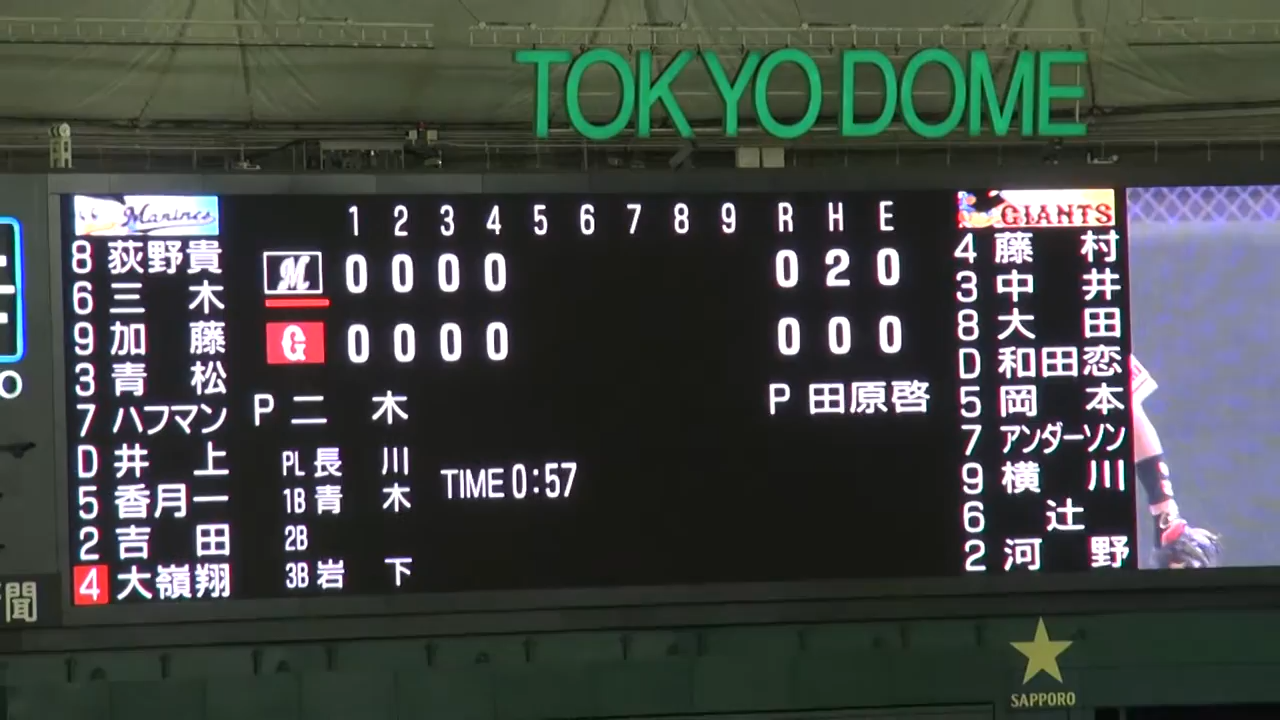 TOKYO DOME
Marines
8 荻野貴
6 三木
9 加藤
3 青松
7 ハフマン
D 井上
5 香月一
2 吉田
4 大嶺翔
1 2 3 4 5 6 7 8 9 R H E
M 0 0 0 0 0 2 0
G 0 0 0 0 0 0 0
P 二木
P 田原啓
PL 長川
1B 青木
2B
3B 岩下
TIME 0:57
GIANTS
4 藤村
3 中井
8 大田
D 和田恋
5 岡本
7 アンダーソン
9 横川
6 辻
2 河野
聞
SAPPORO